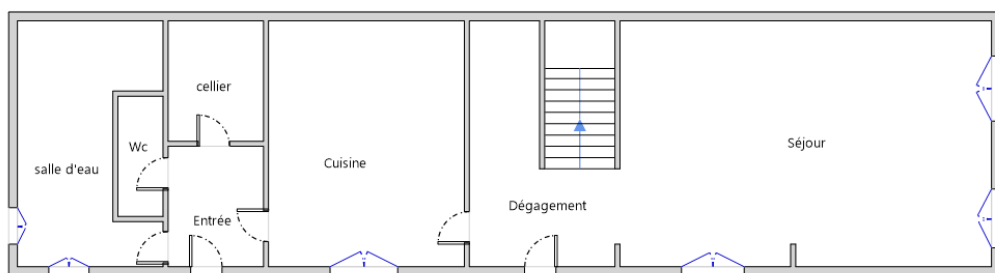 cellier
Wc
salle d'eau
Cuisine
Séjour
Entrée
Dégagement